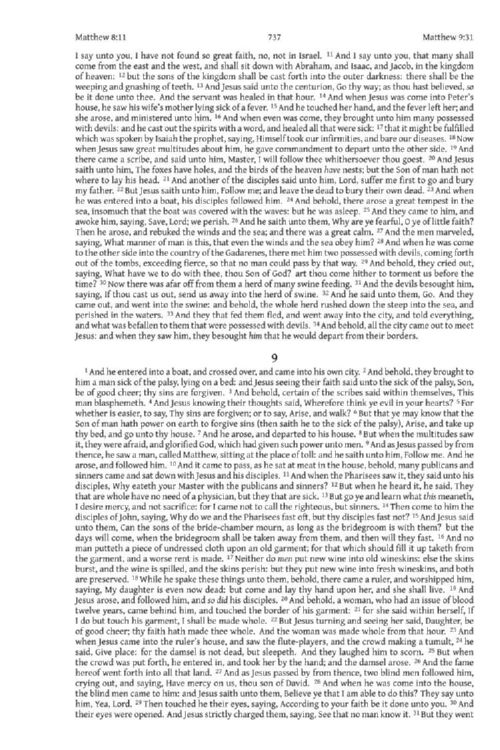 Matthew 8:11 737 Matthew 9:31
I say unto you, I have not found so great faith, no, not in Israel. 11 And I say unto you, that many shall
come from the east and the west, and shall sit down with Abraham, and Isaac, and Jacob, in the kingdom
of heaven: 12 but the sons of the kingdom shall be cast forth into the outer darkness: there shall be the
weeping and gnashing of teeth. 13 And Jesus said unto the centurion, Go thy way; as thou hast believed, so
be it done unto thee. And the servant was healed in that hour. 14 And when Jesus was come into Peter's
house, he saw his wife's mother lying sick of a fever. 15 And he touched her hand, and the fever left her; and
she arose, and ministered unto him. 16 And when even was come, they brought unto him many possessed
with devils: and he cast out the spirits with a word, and healed all that were sick: 17 that it might be fulfilled
which was spoken by Isaiah the prophet, saying, Himself took our infirmities, and bare our diseases. 18 Now
when Jesus saw great multitudes about him, he gave commandment to depart unto the other side. 19 And
there came a scribe, and said unto him, Master, I will follow thee whithersoever thou goest. 20 And Jesus
saith unto him, The foxes have holes, and the birds of the heaven have nests; but the Son of man hath not
where to lay his head. 21 And another of the disciples said unto him, Lord, suffer me first to go and bury
my father. 22 But Jesus saith unto him, Follow me; and leave the dead to bury their own dead. 23 And when
he was entered into a boat, his disciples followed him. 24 And behold, there arose a great tempest in the
sea, insomuch that the boat was covered with the waves: but he was asleep. 25 And they came to him, and
awoke him, saying, Save, Lord; we perish. 26 And he saith unto them, Why are ye fearful, O ye of little faith?
Then he arose, and rebuked the winds and the sea; and there was a great calm. 27 And the men marveled,
saying, What manner of man is this, that even the winds and the sea obey him? 28 And when he was come
to the other side into the country of the Gadarenes, there met him two possessed with devils, coming forth
out of the tombs, exceeding fierce, so that no man could pass by that way. 29 And behold, they cried out,
saying, What have we to do with thee, thou Son of God? art thou come hither to torment us before the
time? 30 Now there was afar off from them a herd of many swine feeding. 31 And the devils besought him,
saying, If thou cast us out, send us away into the herd of swine. 32 And he said unto them, Go. And they
came out, and went into the swine: and behold, the whole herd rushed down the steep into the sea, and
perished in the waters. 33 And they that fed them fled, and went away into the city, and told everything,
and what was befallen to them that were possessed with devils. 34 And behold, all the city came out to meet
Jesus: and when they saw him, they besought him that he would depart from their borders.
9
1 And he entered into a boat, and crossed over, and came into his own city. 2 And behold, they brought to
him a man sick of the palsy, lying on a bed: and Jesus seeing their faith said unto the sick of the palsy, Son,
be of good cheer; thy sins are forgiven. 3 And behold, certain of the scribes said within themselves, This
man blasphemeth. 4 And Jesus knowing their thoughts said, Wherefore think ye evil in your hearts? 5 For
whether is easier, to say, Thy sins are forgiven; or to say, Arise, and walk? 6 But that ye may know that the
Son of man hath power on earth to forgive sins (then saith he to the sick of the palsy), Arise, and take up
thy bed, and go unto thy house. 7 And he arose, and departed to his house. 8 But when the multitudes saw
it, they were afraid, and glorified God, which had given such power unto men. 9 And as Jesus passed by from
thence, he saw a man, called Matthew, sitting at the place of toll: and he saith unto him, Follow me. And he
arose, and followed him. 10 And it came to pass, as he sat at meat in the house, behold, many publicans and
sinners came and sat down with Jesus and his disciples. 11 And when the Pharisees saw it, they said unto his
disciples, Why eateth your Master with the publicans and sinners? 12 But when he heard it, he said, They
that are whole have no need of a physician, but they that are sick. 13 But go ye and learn what this meaneth,
I desire mercy, and not sacrifice: for I came not to call the righteous, but sinners. 14 Then come to him the
disciples of John, saying, Why do we and the Pharisees fast oft, but thy disciples fast not? 15 And Jesus said
unto them, Can the sons of the bride-chamber mourn, as long as the bridegroom is with them? but the
days will come, when the bridegroom shall be taken away from them, and then will they fast. 16 And no
man putteth a piece of undressed cloth upon an old garment; for that which should fill it up taketh from
the garment, and a worse rent is made. 17 Neither do men put new wine into old wineskins: else the skins
burst, and the wine is spilled, and the skins perish: but they put new wine into fresh wineskins, and both
are preserved. 18 While he spake these things unto them, behold, there came a ruler, and worshipped him,
saying, My daughter is even now dead: but come and lay thy hand upon her, and she shall live. 19 And
Jesus arose, and followed him, and so did his disciples. 20 And behold, a woman, who had an issue of blood
twelve years, came behind him, and touched the border of his garment: 21 for she said within herself, If
I do but touch his garment, I shall be made whole. 22 But Jesus turning and seeing her said, Daughter, be
of good cheer; thy faith hath made thee whole. And the woman was made whole from that hour. 23 And
when Jesus came into the ruler's house, and saw the flute-players, and the crowd making a tumult, 24 he
said, Give place: for the damsel is not dead, but sleepeth. And they laughed him to scorn. 25 But when
the crowd was put forth, he entered in, and took her by the hand; and the damsel arose. 26 And the fame
hereof went forth into all that land. 27 And as Jesus passed by from thence, two blind men followed him,
crying out, and saying, Have mercy on us, thou son of David. 28 And when he was come into the house,
the blind men came to him: and Jesus saith unto them, Believe ye that I am able to do this? They say unto
him, Yea, Lord. 29 Then touched he their eyes, saying, According to your faith be it done unto you. 30 And
their eyes were opened. And Jesus strictly charged them, saying, See that no man know it. 31 But they went